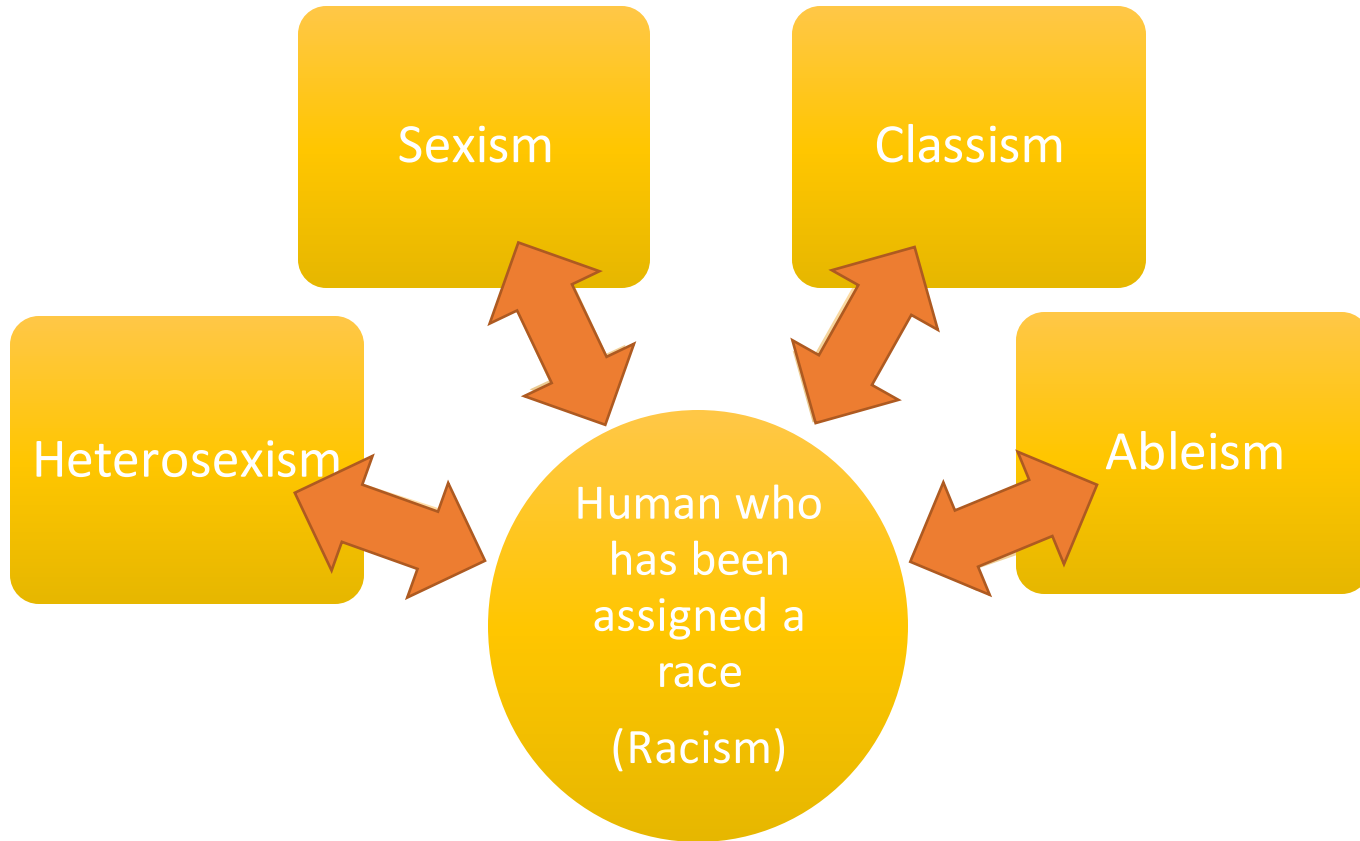 Sexism
Classism
Heterosexism
Ableism
Human who
has been
assigned a
race
(Racism)